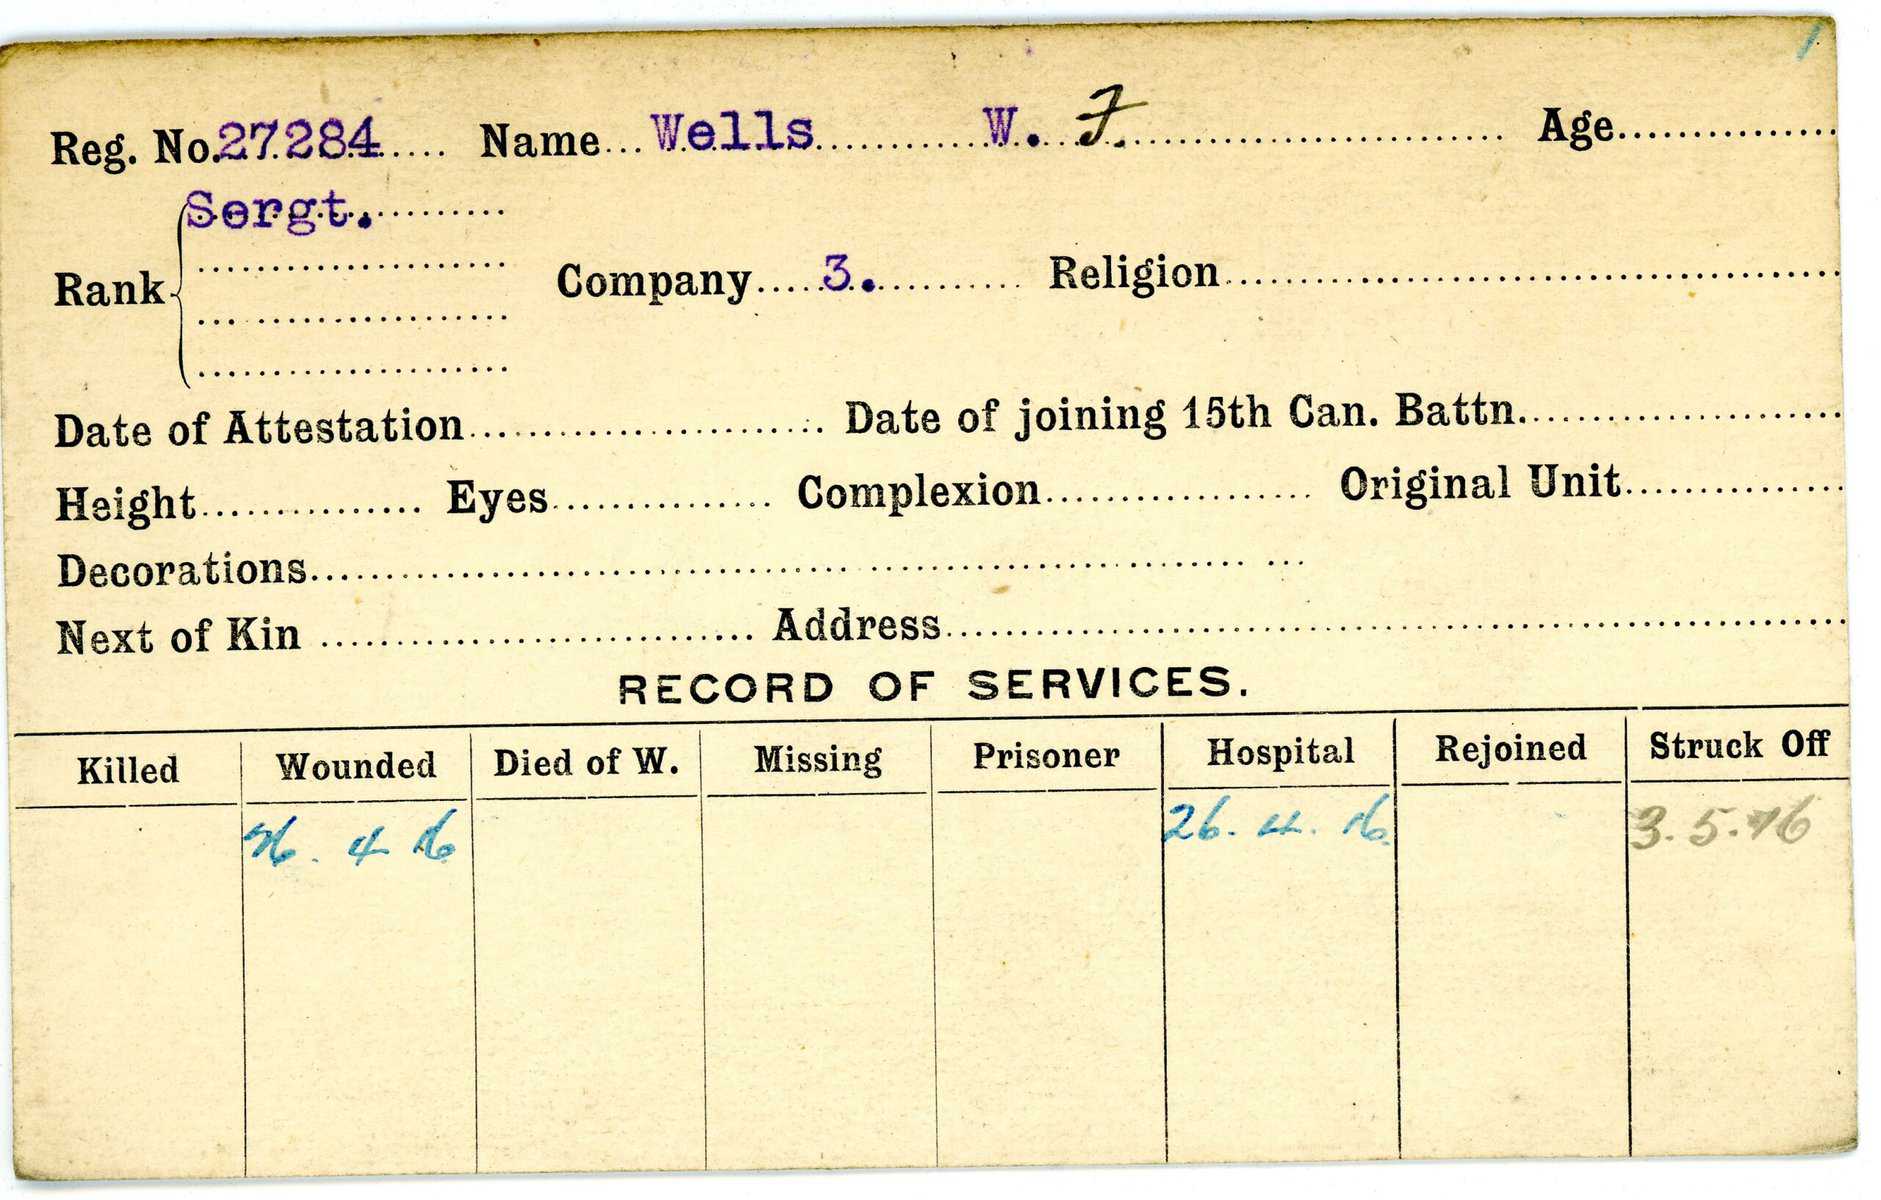 1
Reg. No. 27284 Name Wells W. F. Age
Sergt.
Rank Company 3. Religion
Date of Attestation Date of joining 15th Can. Battn.
Height Eyes Complexion Original Unit
Decorations
Next of Kin Address
RECORD OF SERVICES.
Killed Wounded Died of W. Missing Prisoner Hospital Rejoined Struck Off
26. 4 16 26. 4. 16 3. 5. 16